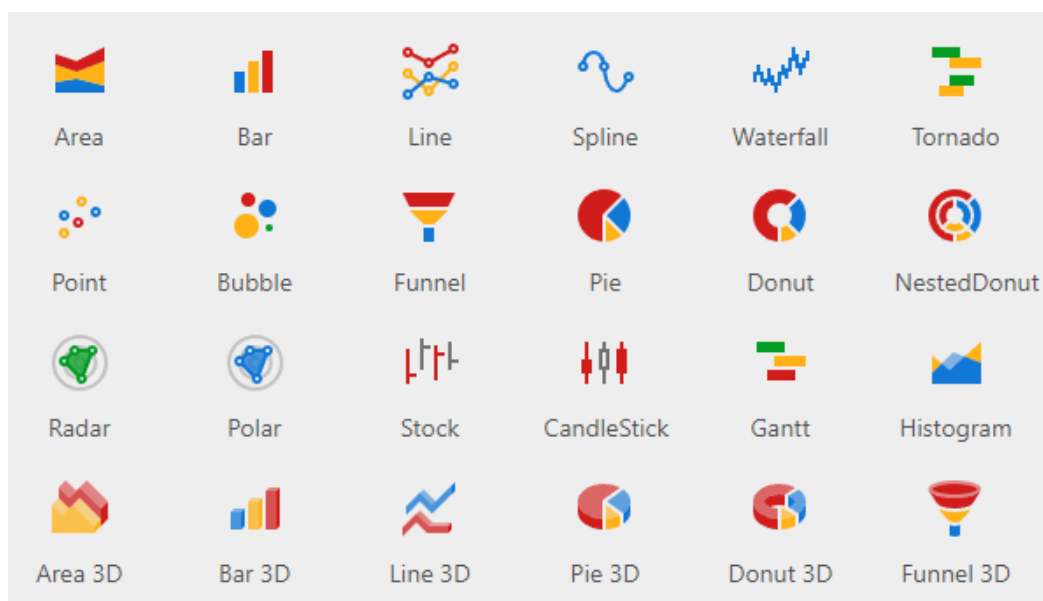 Area Bar Line Spline Waterfall Tornado
Point Bubble Funnel Pie Donut NestedDonut
Radar Polar Stock CandleStick Gantt Histogram
Area 3D Bar 3D Line 3D Pie 3D Donut 3D Funnel 3D